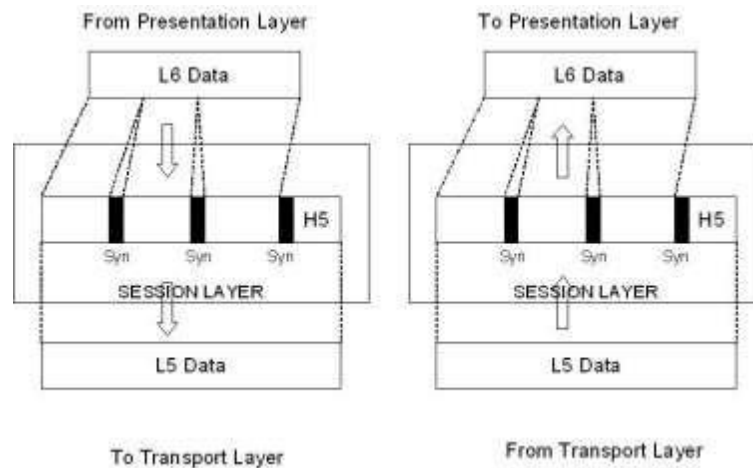 From Presentation Layer
To Presentation Layer
L6 Data
L6 Data
H5
H5
Syn Syn Syn
Syn Syn Syn
SESSION LAYER
SESSION LAYER
L5 Data
L5 Data
To Transport Layer
From Transport Layer